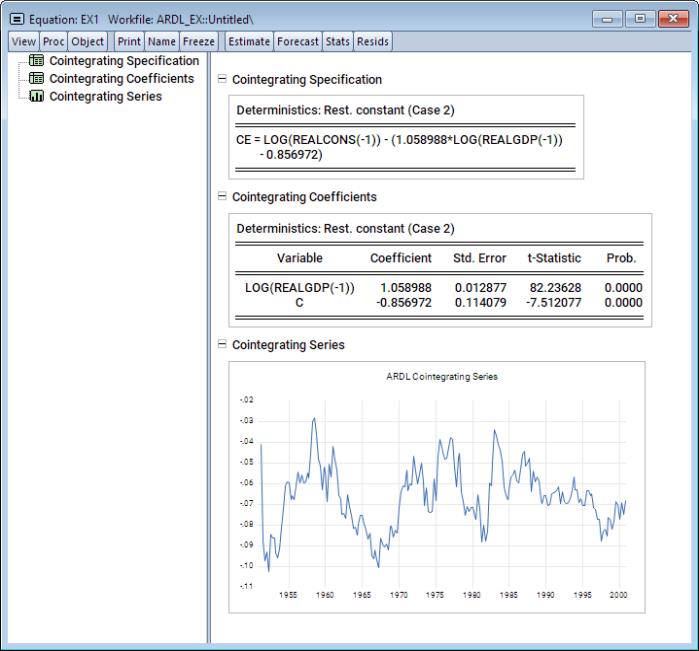 Equation: EX1 Workfile: ARDL_EX::Untitled\
View Proc Object Print Name Freeze Estimate Forecast Stats Resids
Cointegrating Specification
Cointegrating Coefficients
Cointegrating Series
Cointegrating Specification
Deterministics: Rest. constant (Case 2)
CE = LOG(REALCONS(-1)) - (1.058988*LOG(REALGDP(-1))
- 0.856972)
Cointegrating Coefficients
Deterministics: Rest. constant (Case 2)
Variable Coefficient Std. Error t-Statistic Prob.
LOG(REALGDP(-1)) 1.058988 0.012877 82.23628 0.0000
C -0.856972 0.114079 -7.512077 0.0000
Cointegrating Series
ARDL Cointegrating Series
-.02
-.03
-.04
-.05
-.06
-.07
-.08
-.09
-.10
-.11
1955 1960 1965 1970 1975 1980 1985 1990 1995 2000